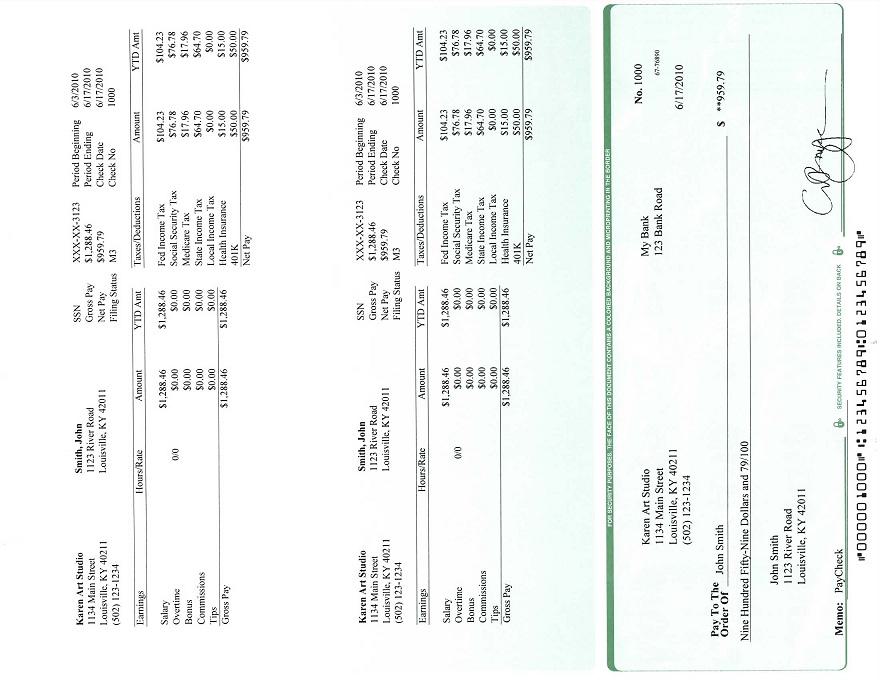 Karen Art Studio
1134 Main Street
Louisville, KY 40211
(502) 123-1234
Smith, John
1123 River Road
Louisville, KY 42011
SSN XXX-XX-3123 Period Beginning 6/3/2010
Gross Pay $1,288.46 Period Ending 6/17/2010
Net Pay $959.79 Check Date 6/17/2010
Filing Status M3 Check No 1000
Earnings Hours/Rate Amount YTD Amt Taxes/Deductions Amount YTD Amt
Salary $1,288.46 $1,288.46 Fed Income Tax $104.23 $104.23
Overtime 0/0 $0.00 $0.00 Social Security Tax $76.78 $76.78
Bonus $0.00 $0.00 Medicare Tax $17.96 $17.96
Commissions $0.00 $0.00 State Income Tax $64.70 $64.70
Tips $0.00 $0.00 Local Income Tax $0.00 $0.00
Gross Pay $1,288.46 $1,288.46 Health Insurance $15.00 $15.00
401K $50.00 $50.00
Net Pay $959.79 $959.79
Karen Art Studio
1134 Main Street
Louisville, KY 40211
(502) 123-1234
Smith, John
1123 River Road
Louisville, KY 42011
SSN XXX-XX-3123 Period Beginning 6/3/2010
Gross Pay $1,288.46 Period Ending 6/17/2010
Net Pay $959.79 Check Date 6/17/2010
Filing Status M3 Check No 1000
Earnings Hours/Rate Amount YTD Amt Taxes/Deductions Amount YTD Amt
Salary $1,288.46 $1,288.46 Fed Income Tax $104.23 $104.23
Overtime 0/0 $0.00 $0.00 Social Security Tax $76.78 $76.78
Bonus $0.00 $0.00 Medicare Tax $17.96 $17.96
Commissions $0.00 $0.00 State Income Tax $64.70 $64.70
Tips $0.00 $0.00 Local Income Tax $0.00 $0.00
Gross Pay $1,288.46 $1,288.46 Health Insurance $15.00 $15.00
401K $50.00 $50.00
Net Pay $959.79 $959.79
FOR SECURITY PURPOSES, THE FACE OF THIS DOCUMENT CONTAINS A COLORED BACKGROUND AND MICROPRINTING IN THE BORDER
Karen Art Studio
1134 Main Street
Louisville, KY 40211
(502) 123-1234
My Bank
123 Bank Road
No. 1000
67-76890
6/17/2010
Pay To The
Order Of John Smith $ **959.79
Nine Hundred Fifty-Nine Dollars and 79/100
John Smith
1123 River Road
Louisville, KY 42011
Memo: PayCheck
SECURITY FEATURES INCLUDED. DETAILS ON BACK
⑈00000 1000⑈ ⑆123456789⑆0123456789⑈